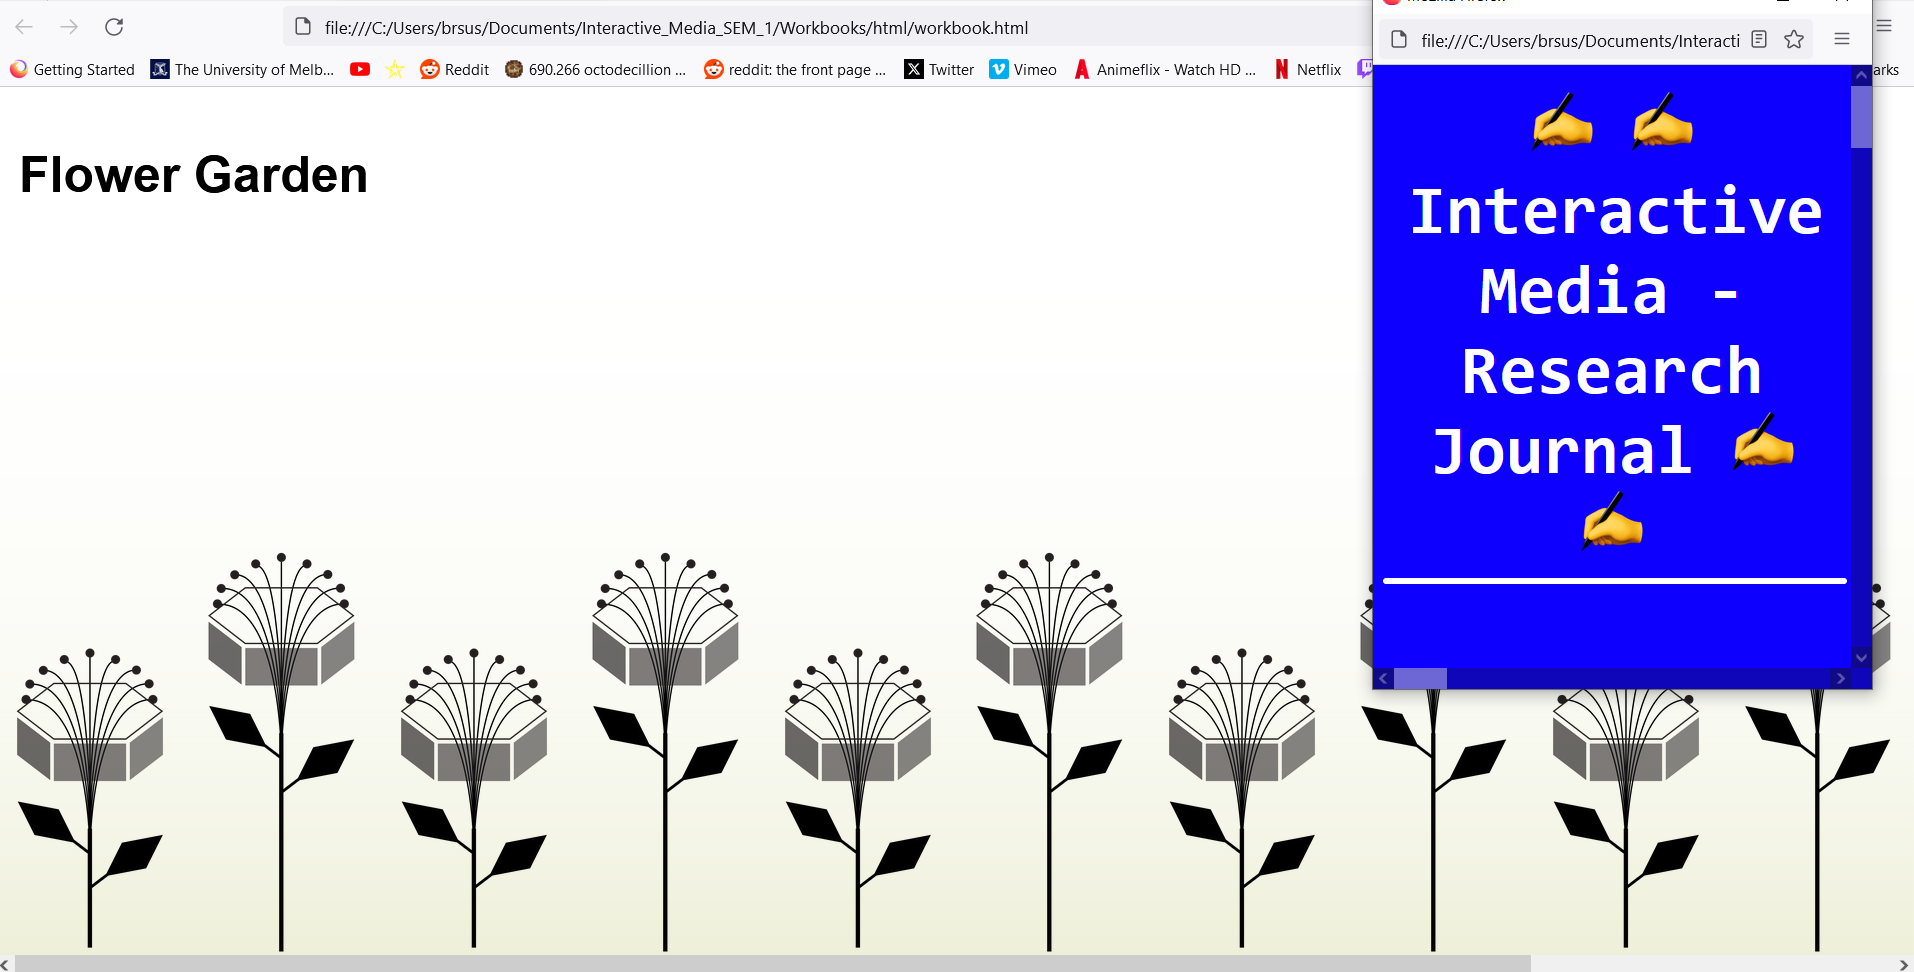 file:///C:/Users/brsus/Documents/Interactive_Media_SEM_1/Workbooks/html/workbook.html
Getting Started The University of Melb... Reddit 690.266 octodecillion ... reddit: the front page ... Twitter Vimeo Animeflix - Watch HD ... Netflix arks
Flower Garden
file:///C:/Users/brsus/Documents/Interacti
✍️ ✍️
Interactive
Media -
Research
Journal ✍️
✍️